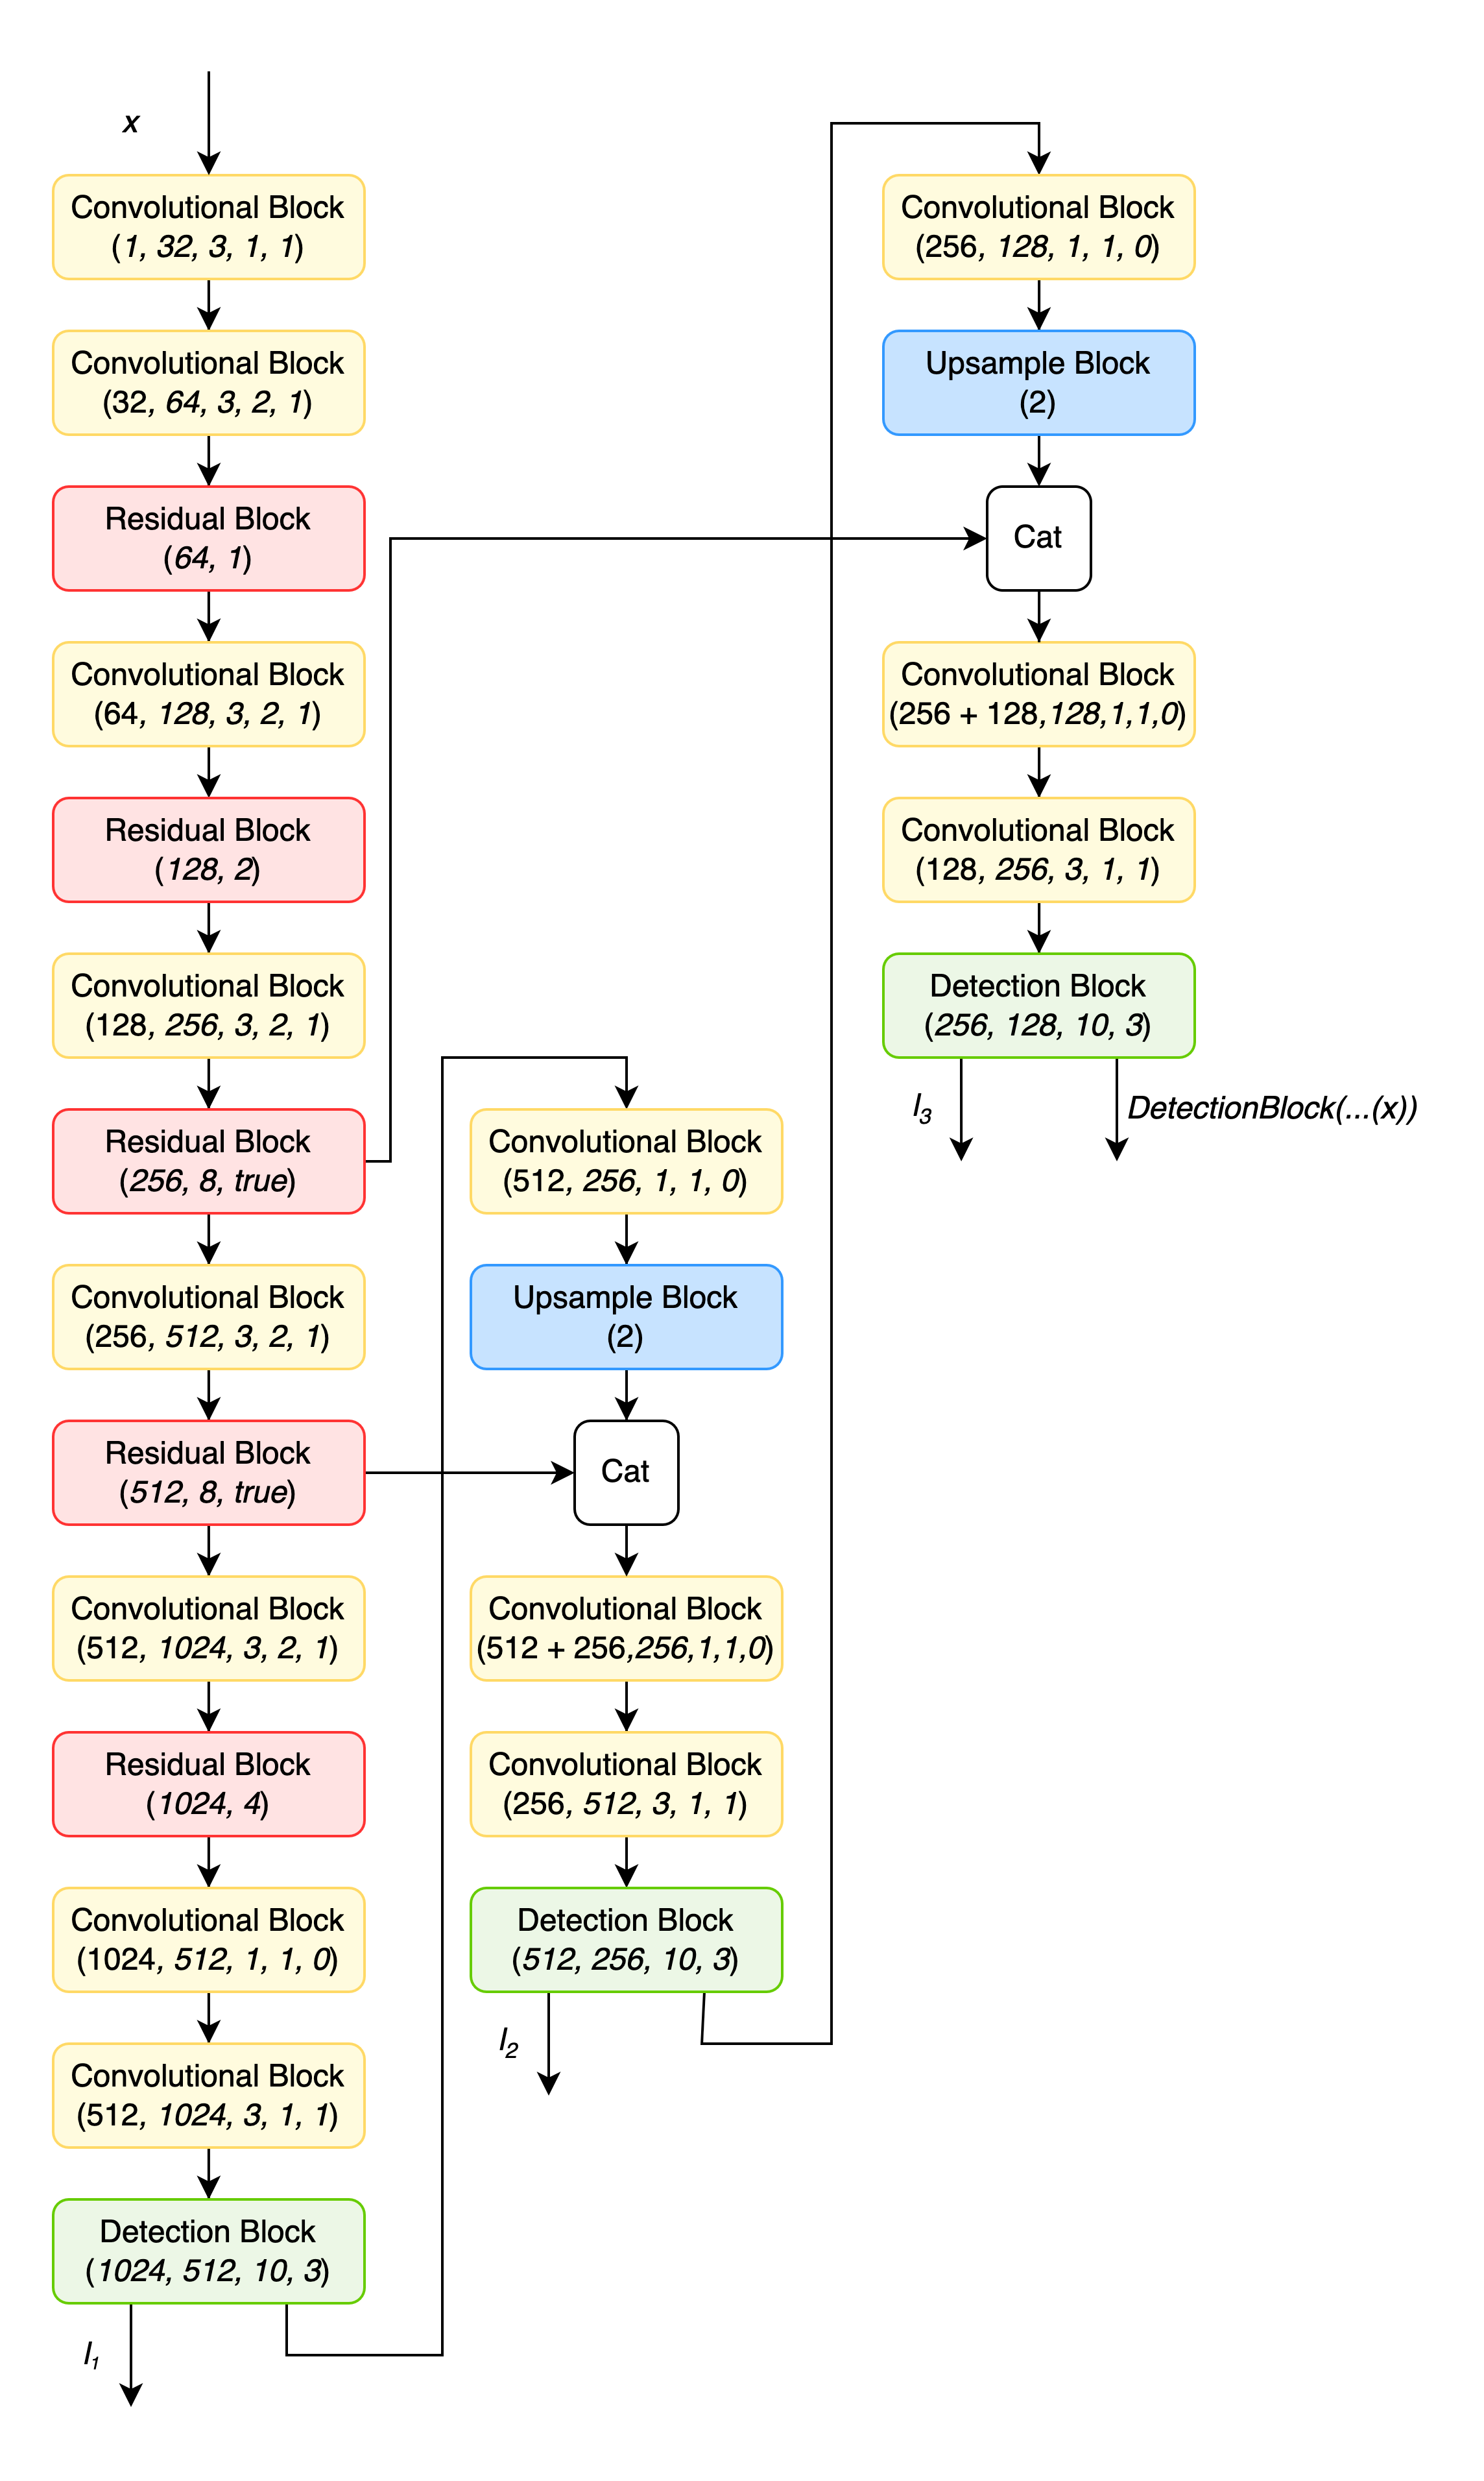 x
Convolutional Block
(1, 32, 3, 1, 1)
Convolutional Block
(32, 64, 3, 2, 1)
Residual Block
(64, 1)
Convolutional Block
(64, 128, 3, 2, 1)
Residual Block
(128, 2)
Convolutional Block
(128, 256, 3, 2, 1)
Residual Block
(256, 8, true)
Convolutional Block
(256, 512, 3, 2, 1)
Residual Block
(512, 8, true)
Convolutional Block
(512, 1024, 3, 2, 1)
Residual Block
(1024, 4)
Convolutional Block
(1024, 512, 1, 1, 0)
Convolutional Block
(512, 1024, 3, 1, 1)
Detection Block
(1024, 512, 10, 3)
l1
Convolutional Block
(512, 256, 1, 1, 0)
Upsample Block
(2)
Cat
Convolutional Block
(512 + 256,256,1,1,0)
Convolutional Block
(256, 512, 3, 1, 1)
Detection Block
(512, 256, 10, 3)
l2
Convolutional Block
(256, 128, 1, 1, 0)
Upsample Block
(2)
Cat
Convolutional Block
(256 + 128,128,1,1,0)
Convolutional Block
(128, 256, 3, 1, 1)
Detection Block
(256, 128, 10, 3)
l3
DetectionBlock(...(x))